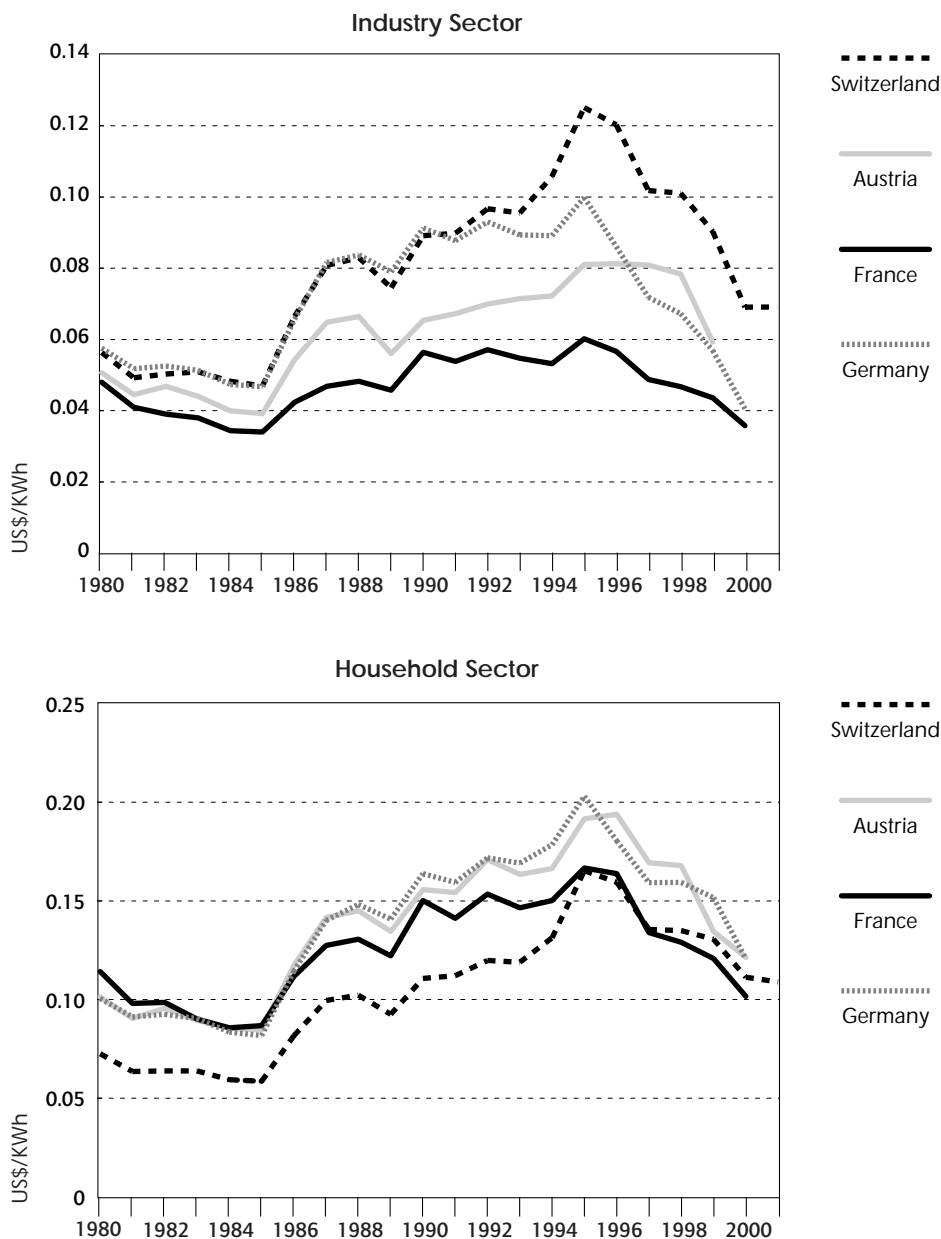 Industry Sector
0.14
0.12
0.10
0.08
0.06
0.04
0.02
0
US$/KWh
1980 1982 1984 1986 1988 1990 1992 1994 1996 1998 2000
Switzerland
Austria
France
Germany
Household Sector
0.25
0.20
0.15
0.10
0.05
0
US$/KWh
1980 1982 1984 1986 1988 1990 1992 1994 1996 1998 2000
Switzerland
Austria
France
Germany